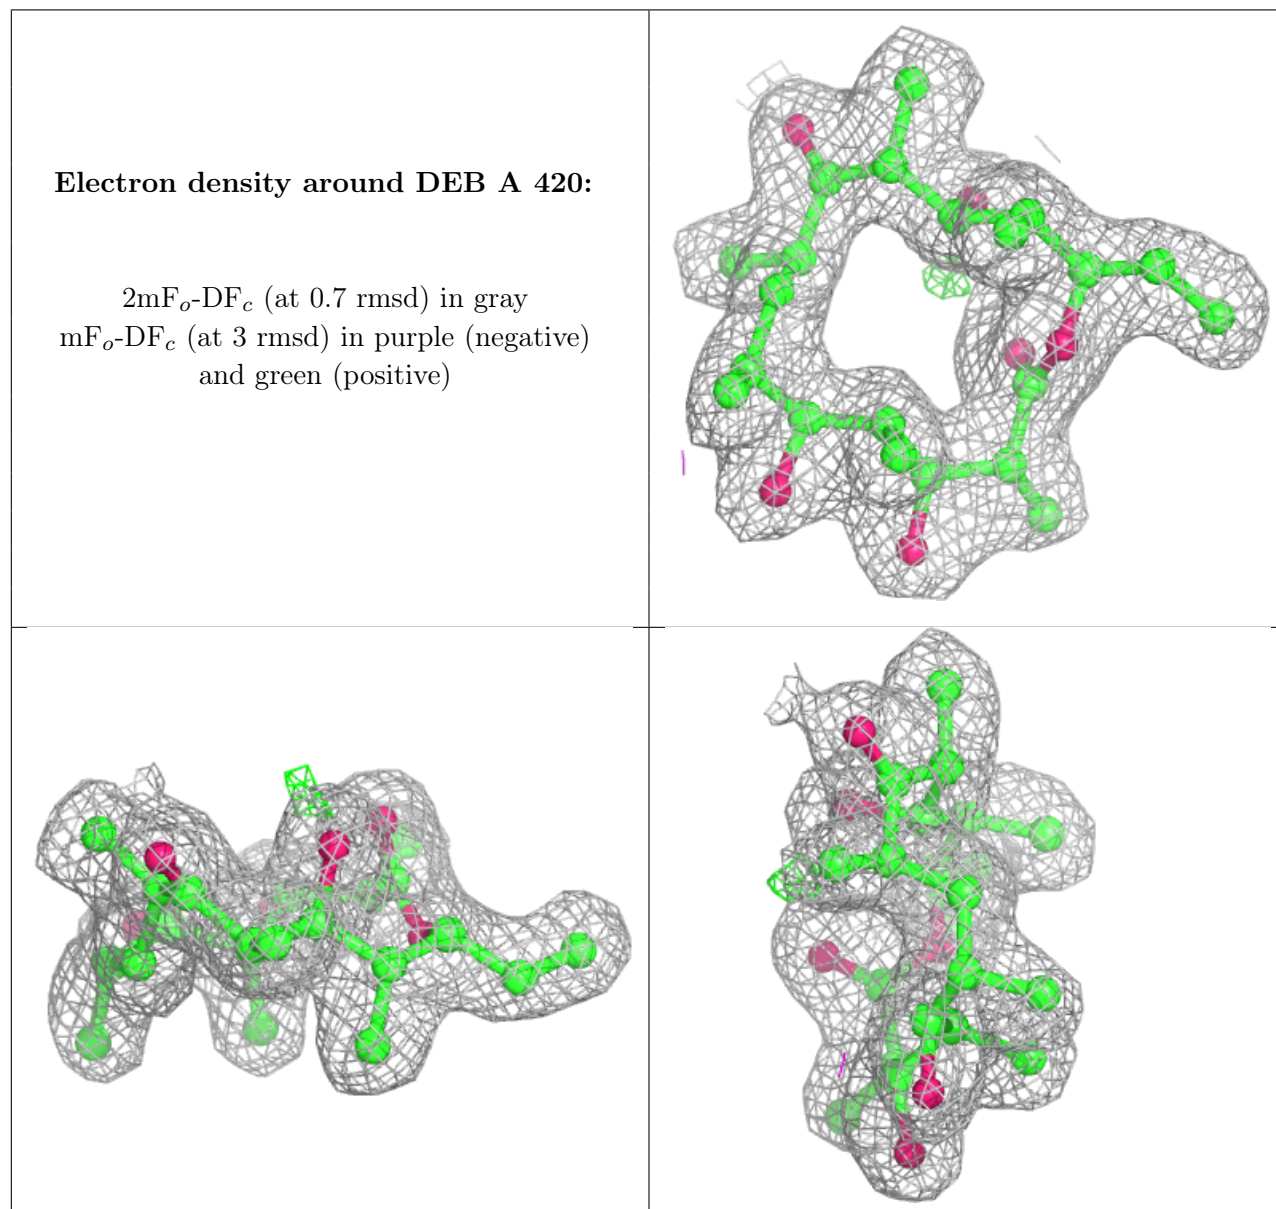 Electron density around DEB A 420:
2mFo-DFc (at 0.7 rmsd) in gray
mFo-DFc (at 3 rmsd) in purple (negative)
and green (positive)